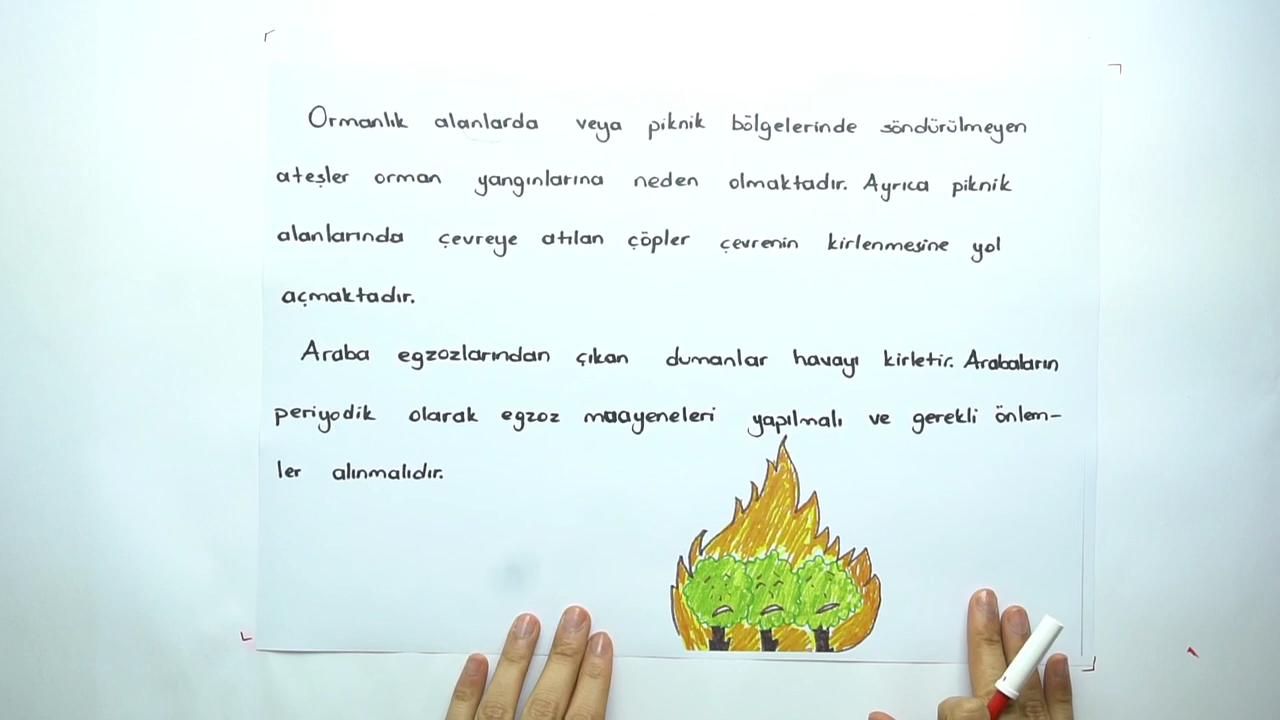 Ormanlık alanlarda veya piknik bölgelerinde söndürülmeyen
ateşler orman yangınlarına neden olmaktadır. Ayrıca piknik
alanlarında çevreye atılan çöpler çevrenin kirlenmesine yol
açmaktadır.
Araba egzozlarından çıkan dumanlar havayı kirletir. Arabaların
periyodik olarak egzoz muayeneleri yapılmalı ve gerekli önlem-
ler alınmalıdır.